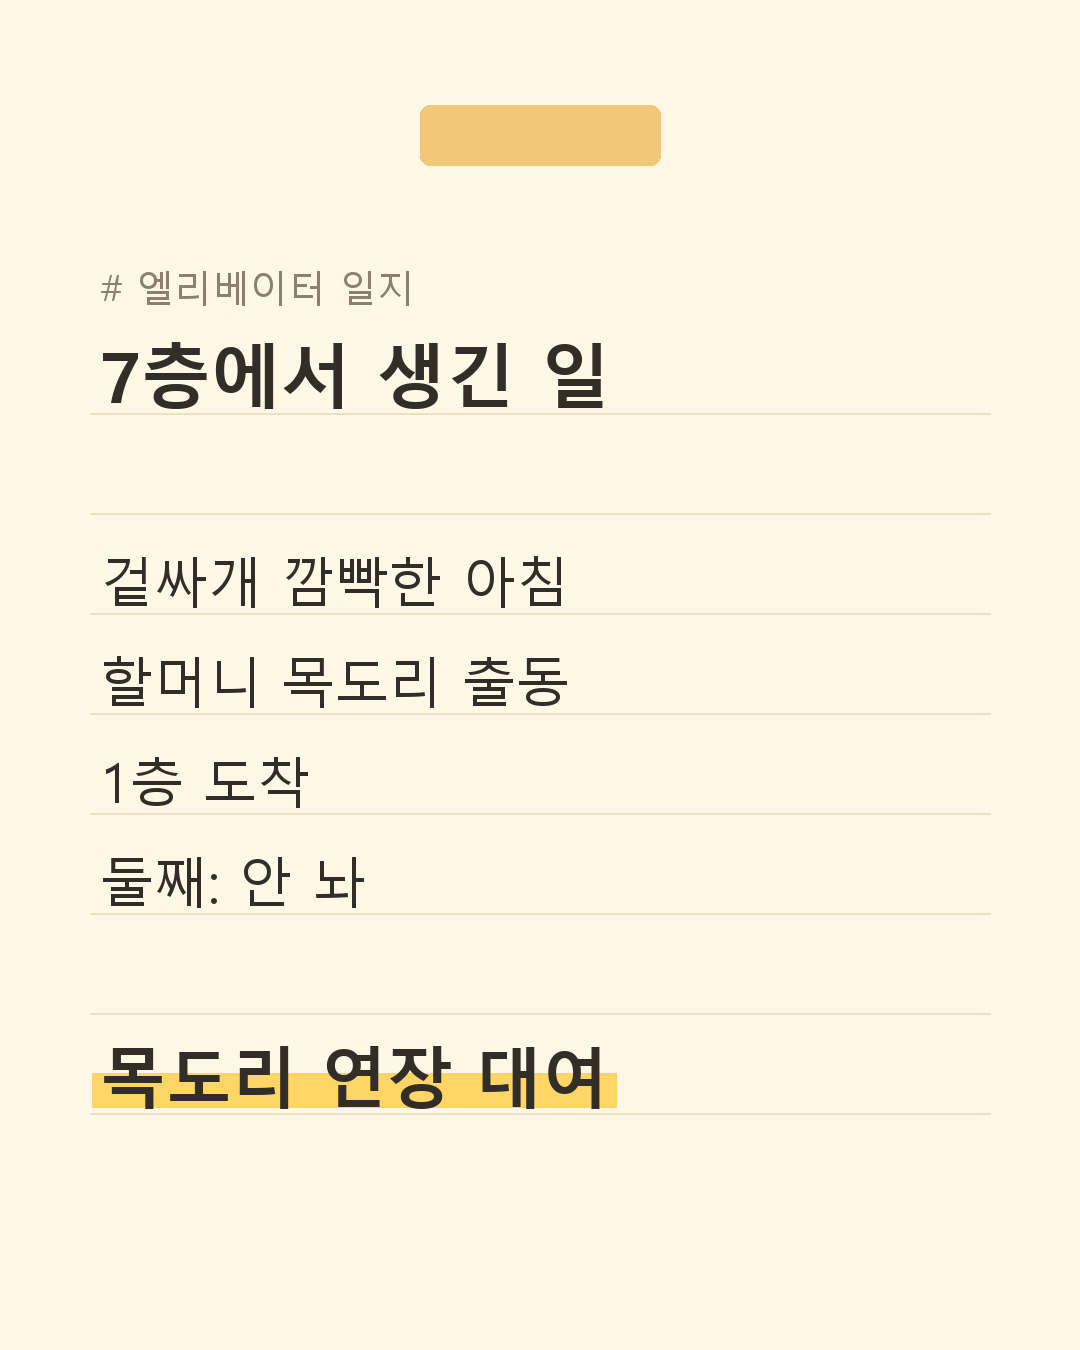 # 엘리베이터 일지
7층에서 생긴 일
겉싸개 깜빡한 아침
할머니 목도리 출동
1층 도착
둘째: 안 놔
목도리 연장 대여